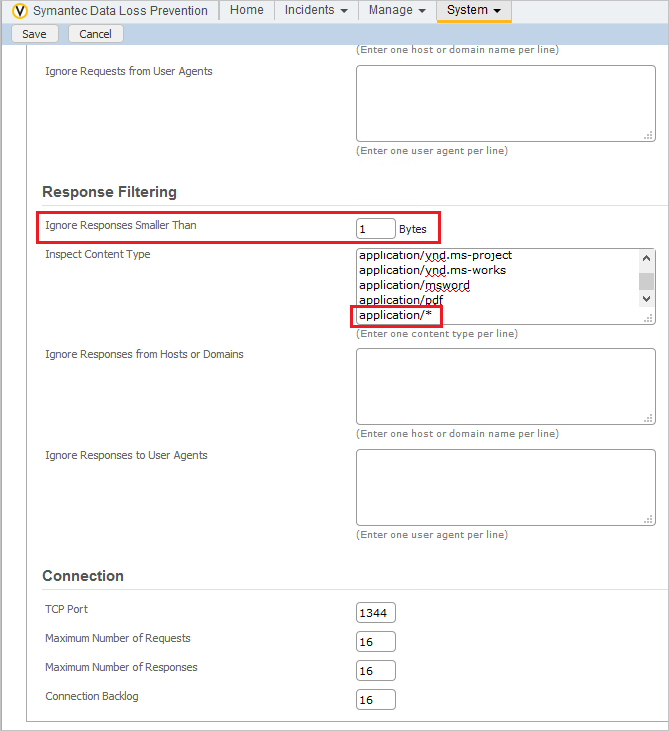 Symantec Data Loss Prevention Home Incidents Manage System
Save Cancel
(Enter one host or domain name per line)
Ignore Requests from User Agents
(Enter one user agent per line)
Response Filtering
Ignore Responses Smaller Than 1 Bytes
Inspect Content Type
application/vnd.ms-project
application/vnd.ms-works
application/msword
application/pdf
application/*
(Enter one content type per line)
Ignore Responses from Hosts or Domains
(Enter one host or domain name per line)
Ignore Responses to User Agents
(Enter one user agent per line)
Connection
TCP Port 1344
Maximum Number of Requests 16
Maximum Number of Responses 16
Connection Backlog 16